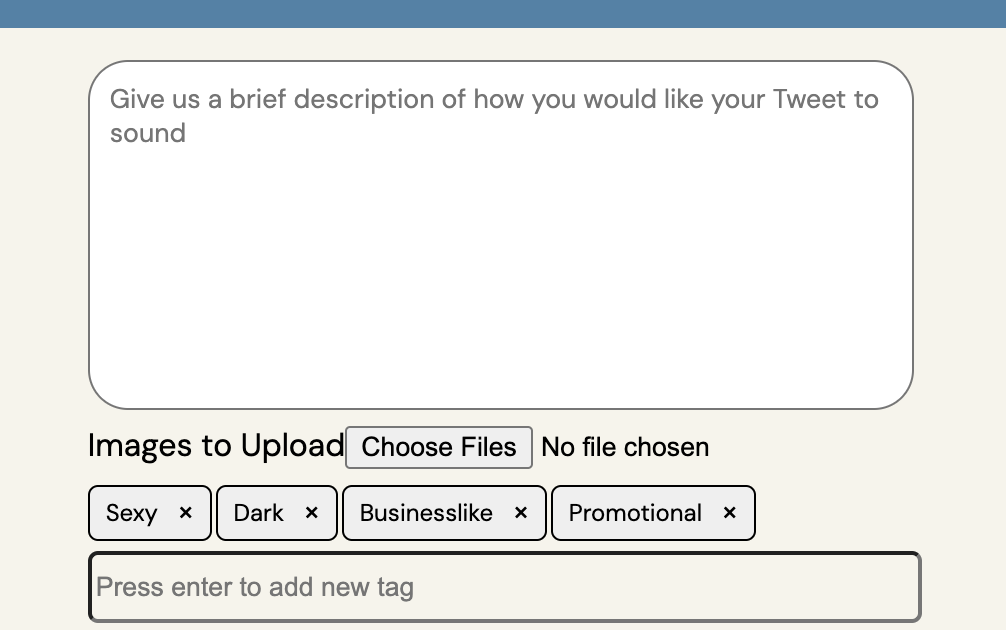 Give us a brief description of how you would like your Tweet to
sound
Images to Upload Choose Files No file chosen
Sexy × Dark × Businesslike × Promotional ×
Press enter to add new tag